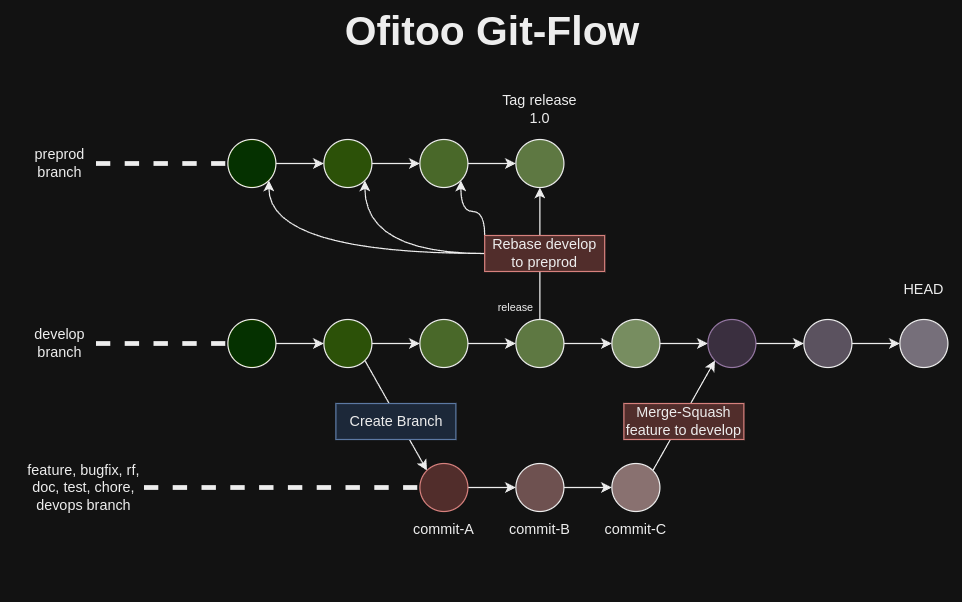 Ofitoo Git-Flow
Tag release
1.0
preprod
branch
Rebase develop
to preprod
HEAD
release
develop
branch
Create Branch
Merge-Squash
feature to develop
feature, bugfix, rf,
doc, test, chore,
devops branch
commit-A
commit-B
commit-C